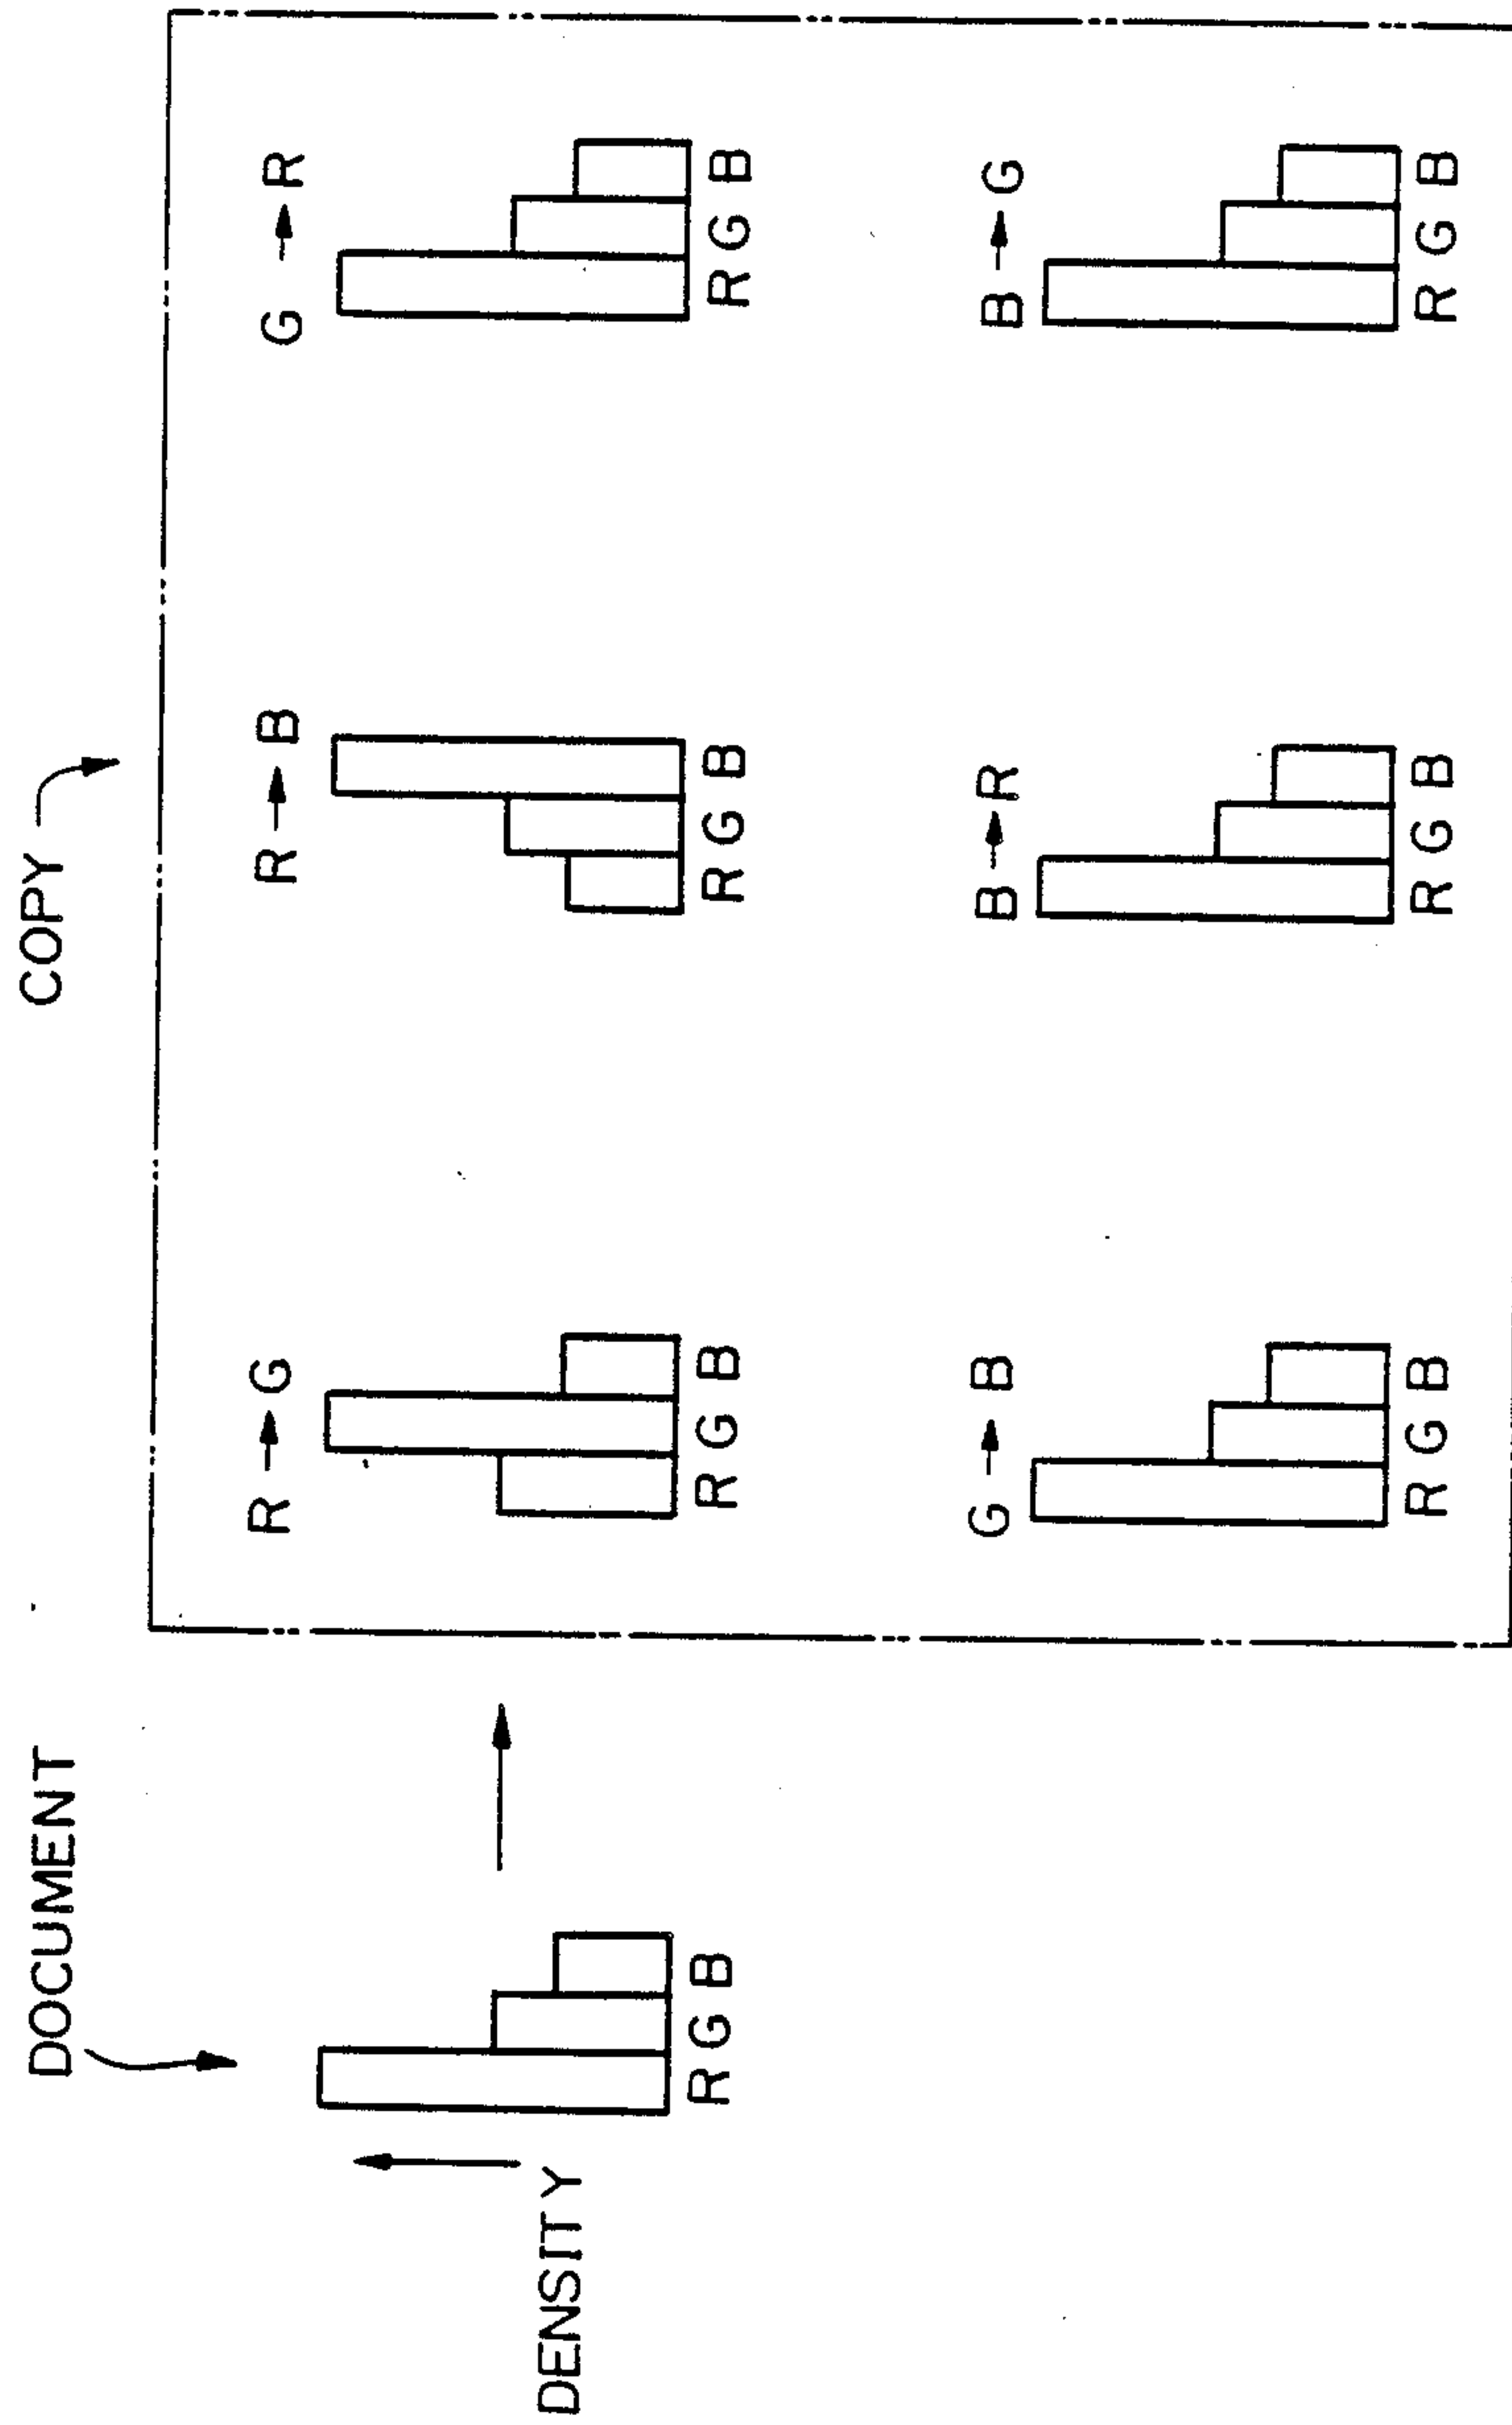 DOCUMENT
COPY
DENSITY
R G B
R → G
R G B
R → B
R G B
G → R
R G B
G → B
R G B
B → R
R G B
B → G
R G B